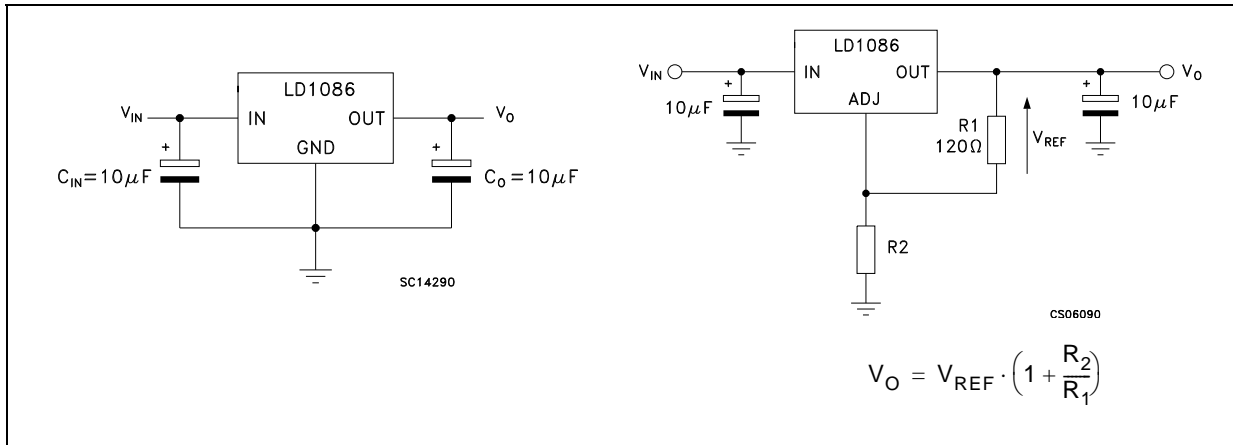 LD1086
V_IN
IN
OUT
V_O
GND
+
+
C_IN=10μF
C_O=10μF
SC14290
LD1086
V_IN
IN
OUT
V_O
ADJ
+
10μF
+
10μF
R1
120Ω
V_REF
R2
CS06090
V_O = V_REF · (1 + R_2/R_1)